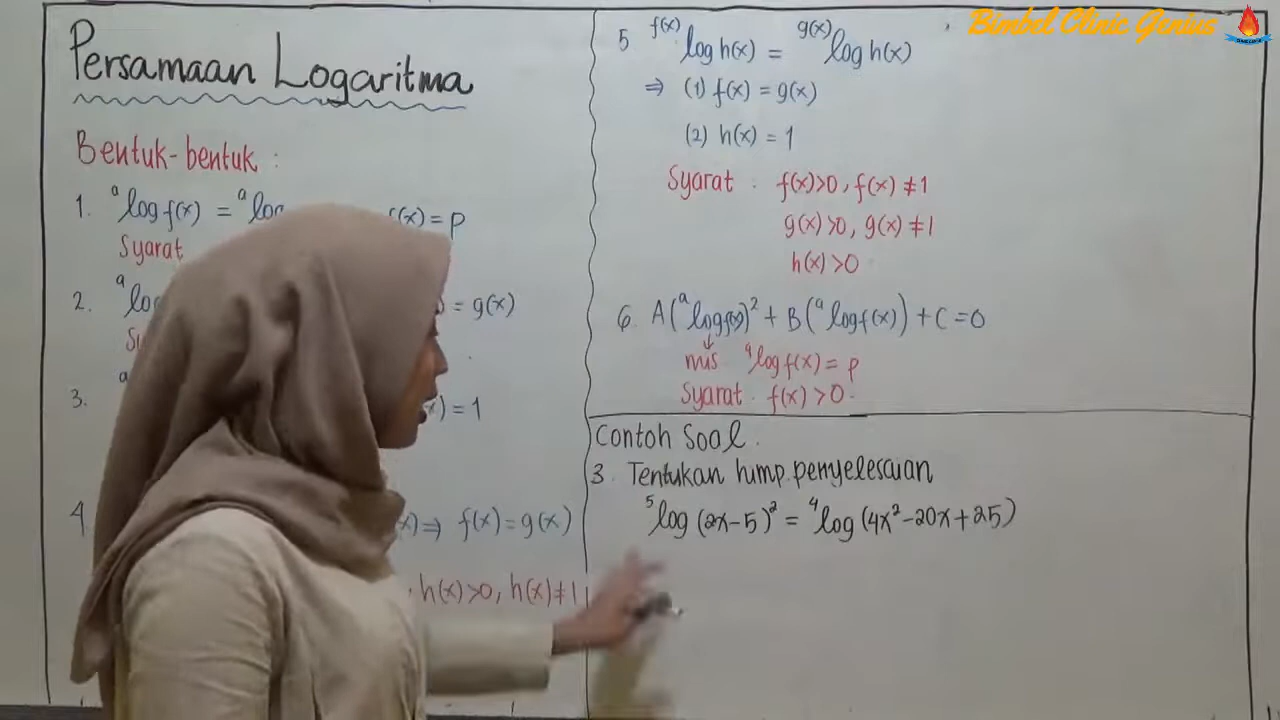 Bimbel Clinic Genius
Persamaan Logaritma
Bentuk-bentuk :
1. ᵃlog f(x) = ᵃlog f(x) = p
Syarat
2. ᵃlog = g(x)
3. ᵃ (x) = 1
4 (x) ⇒ f(x) = g(x)
h(x) >0, h(x) ≠ 1
5 ᶠ⁽ˣ⁾log h(x) = ᵍ⁽ˣ⁾log h(x)
⇒ (1) f(x) = g(x)
(2) h(x) = 1
Syarat : f(x)>0, f(x) ≠ 1
g(x) >0, g(x) ≠ 1
h(x) >0
6. A(ᵃlog f(x))² + B(ᵃlog f(x)) + C = 0
↓
mis ᵃlog f(x) = p
Syarat . f(x) >0.
Contoh Soal .
3. Tentukan himp. penyelesaian
⁵log (2x-5)² = ⁴log (4x²-20x+25)